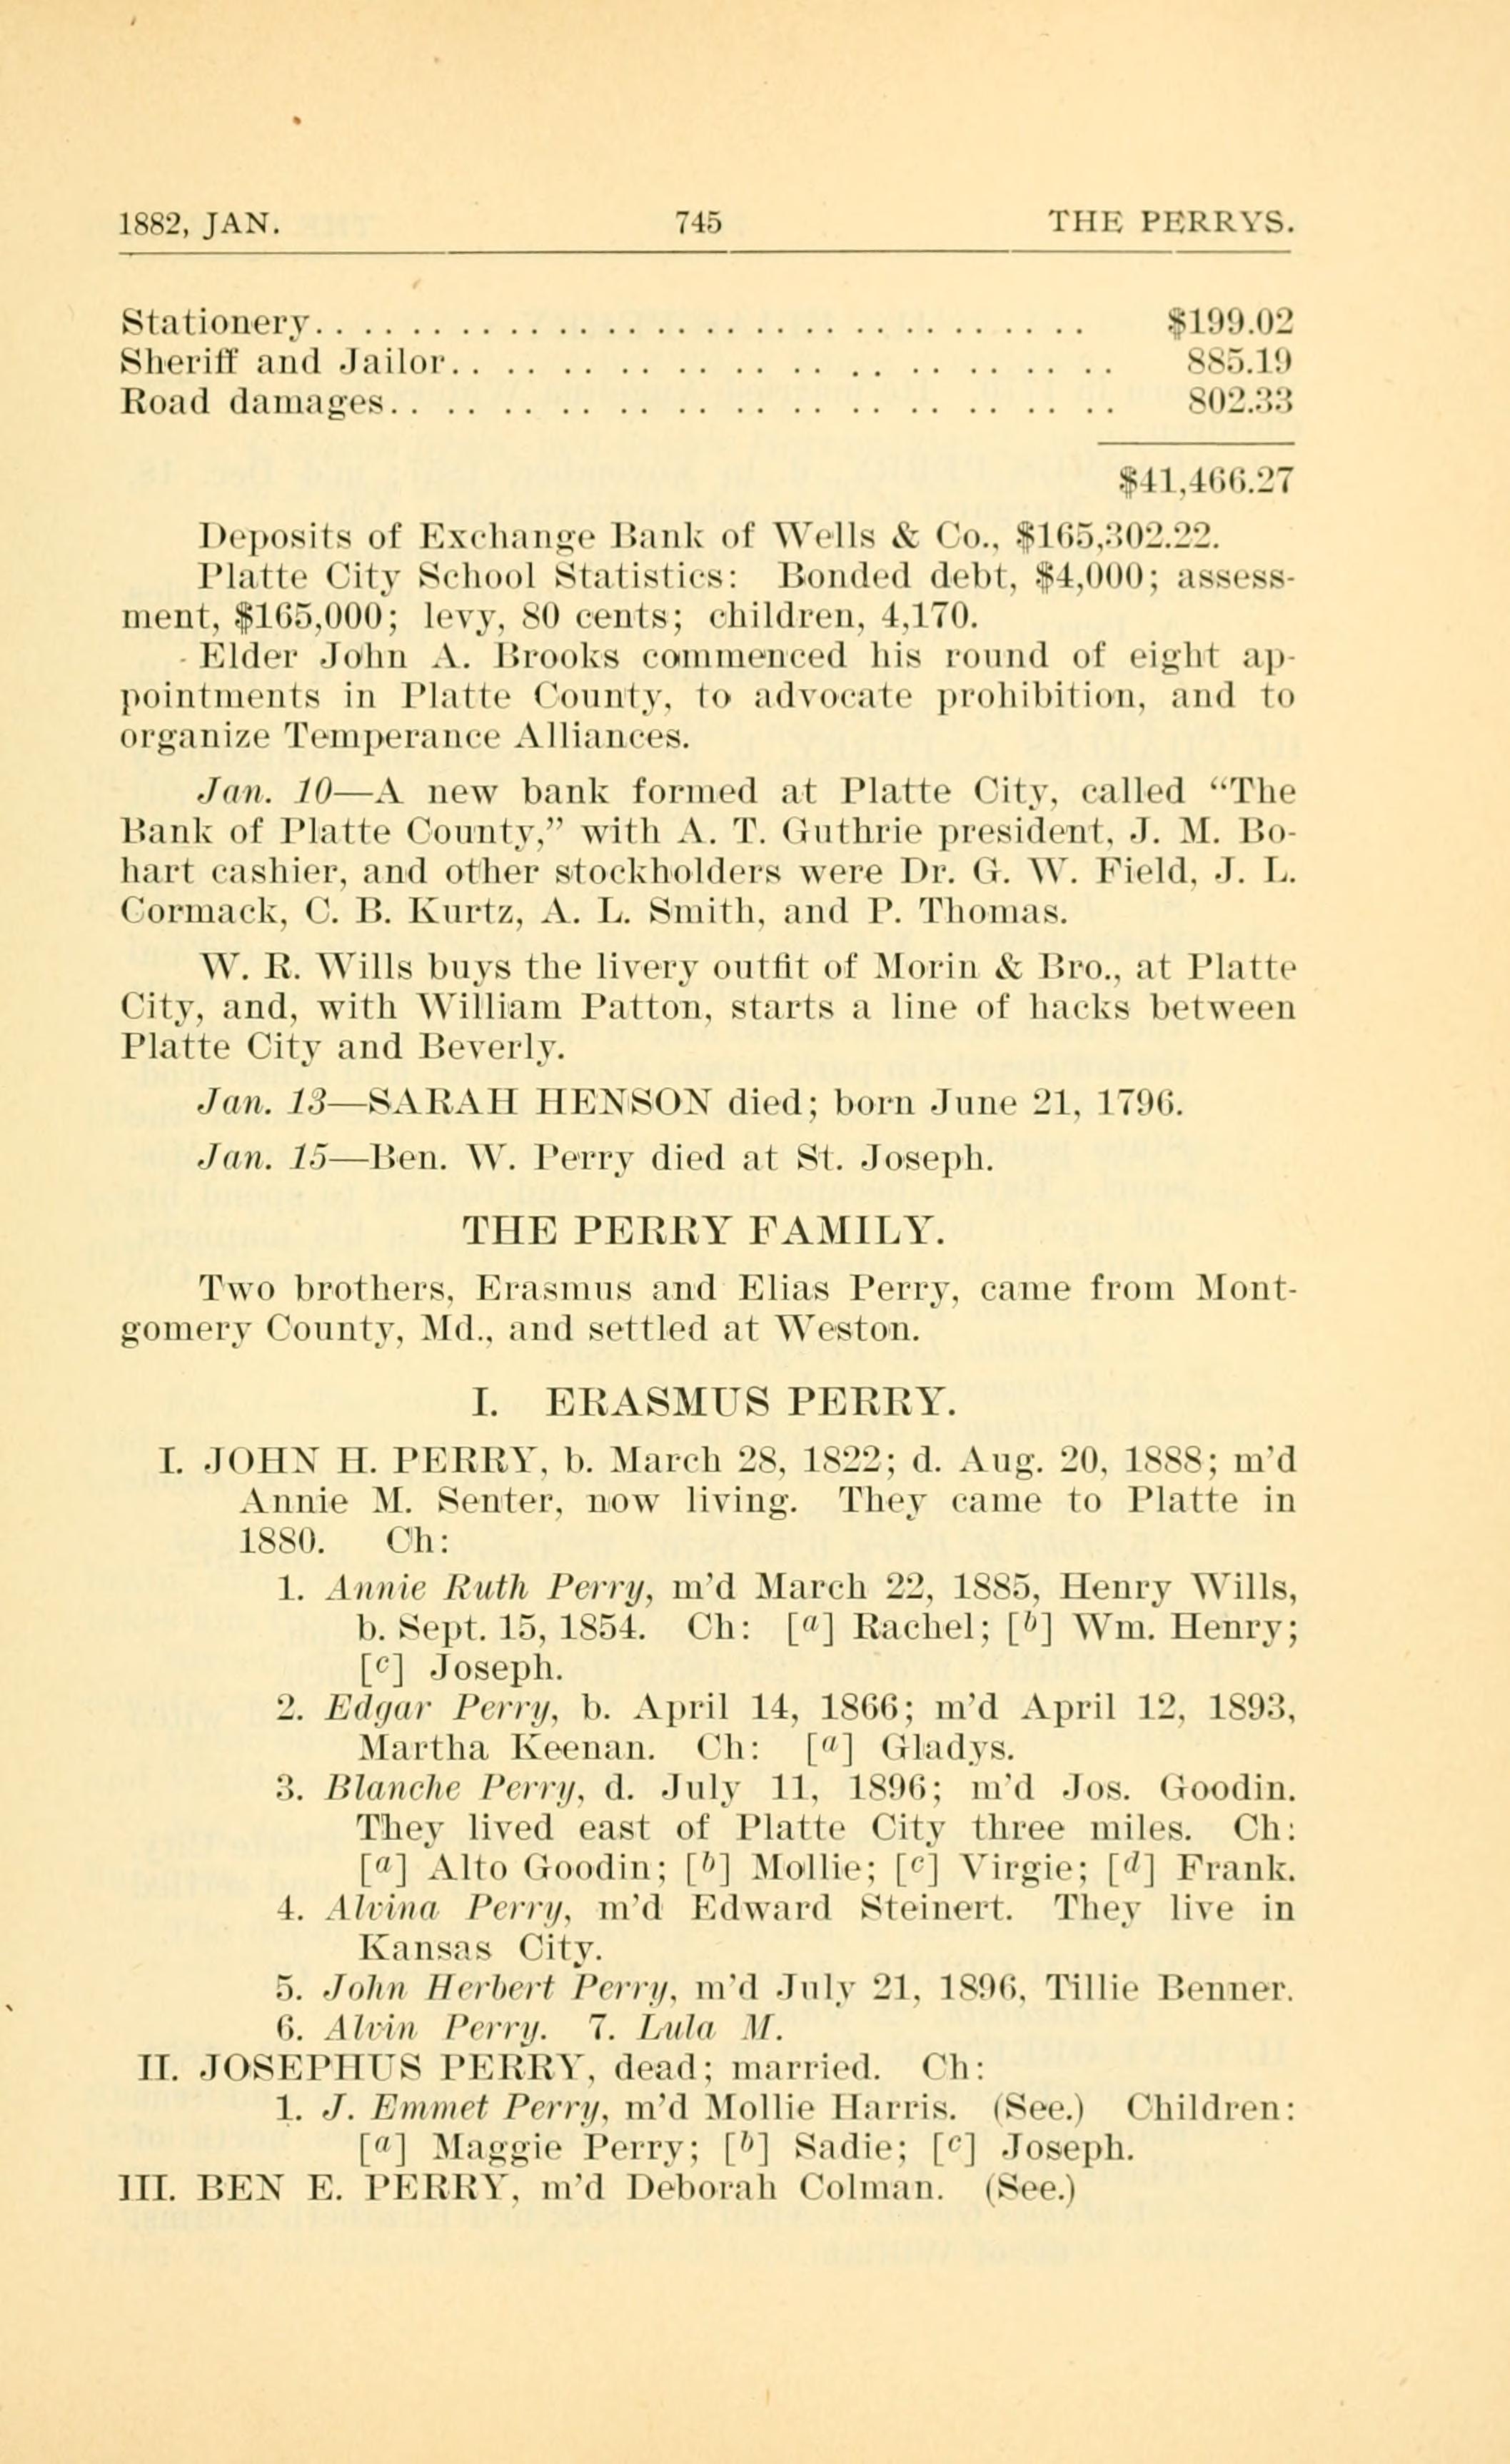 1882, JAN. 745 THE PERRYS.
Stationery. . . . . . . . . . . . . . . . . . . . . . . . . . . . $199.02
Sheriff and Jailor. . . . . . . . . . . . . . . . . . . . . . . . 885.19
Road damages. . . . . . . . . . . . . . . . . . . . . . . . . . 802.33
$41,466.27
Deposits of Exchange Bank of Wells & Co., $165,302.22.
Platte City School Statistics: Bonded debt, $4,000; assess-
ment, $165,000; levy, 80 cents; children, 4,170.
Elder John A. Brooks commenced his round of eight ap-
pointments in Platte County, to advocate prohibition, and to
organize Temperance Alliances.
Jan. 10—A new bank formed at Platte City, called “The
Bank of Platte County,” with A. T. Guthrie president, J. M. Bo-
hart cashier, and other stockholders were Dr. G. W. Field, J. L.
Cormack, C. B. Kurtz, A. L. Smith, and P. Thomas.
W. R. Wills buys the livery outfit of Morin & Bro., at Platte
City, and, with William Patton, starts a line of hacks between
Platte City and Beverly.
Jan. 13—SARAH HENSON died; born June 21, 1796.
Jan. 15—Ben. W. Perry died at St. Joseph.
THE PERRY FAMILY.
Two brothers, Erasmus and Elias Perry, came from Mont-
gomery County, Md., and settled at Weston.
I. ERASMUS PERRY.
I. JOHN H. PERRY, b. March 28, 1822; d. Aug. 20, 1888; m’d
Annie M. Senter, now living. They came to Platte in
1880. Ch:
1. Annie Ruth Perry, m’d March 22, 1885, Henry Wills,
b. Sept. 15, 1854. Ch: [a] Rachel; [b] Wm. Henry;
[c] Joseph.
2. Edgar Perry, b. April 14, 1866; m’d April 12, 1893,
Martha Keenan. Ch: [a] Gladys.
3. Blanche Perry, d. July 11, 1896; m’d Jos. Goodin.
They lived east of Platte City three miles. Ch:
[a] Alto Goodin; [b] Mollie; [c] Virgie; [d] Frank.
4. Alvina Perry, m’d Edward Steinert. They live in
Kansas City.
5. John Herbert Perry, m’d July 21, 1896, Tillie Benner.
6. Alvin Perry. 7. Lula M.
II. JOSEPHUS PERRY, dead; married. Ch:
1. J. Emmet Perry, m’d Mollie Harris. (See.) Children:
[a] Maggie Perry; [b] Sadie; [c] Joseph.
III. BEN E. PERRY, m’d Deborah Colman. (See.)